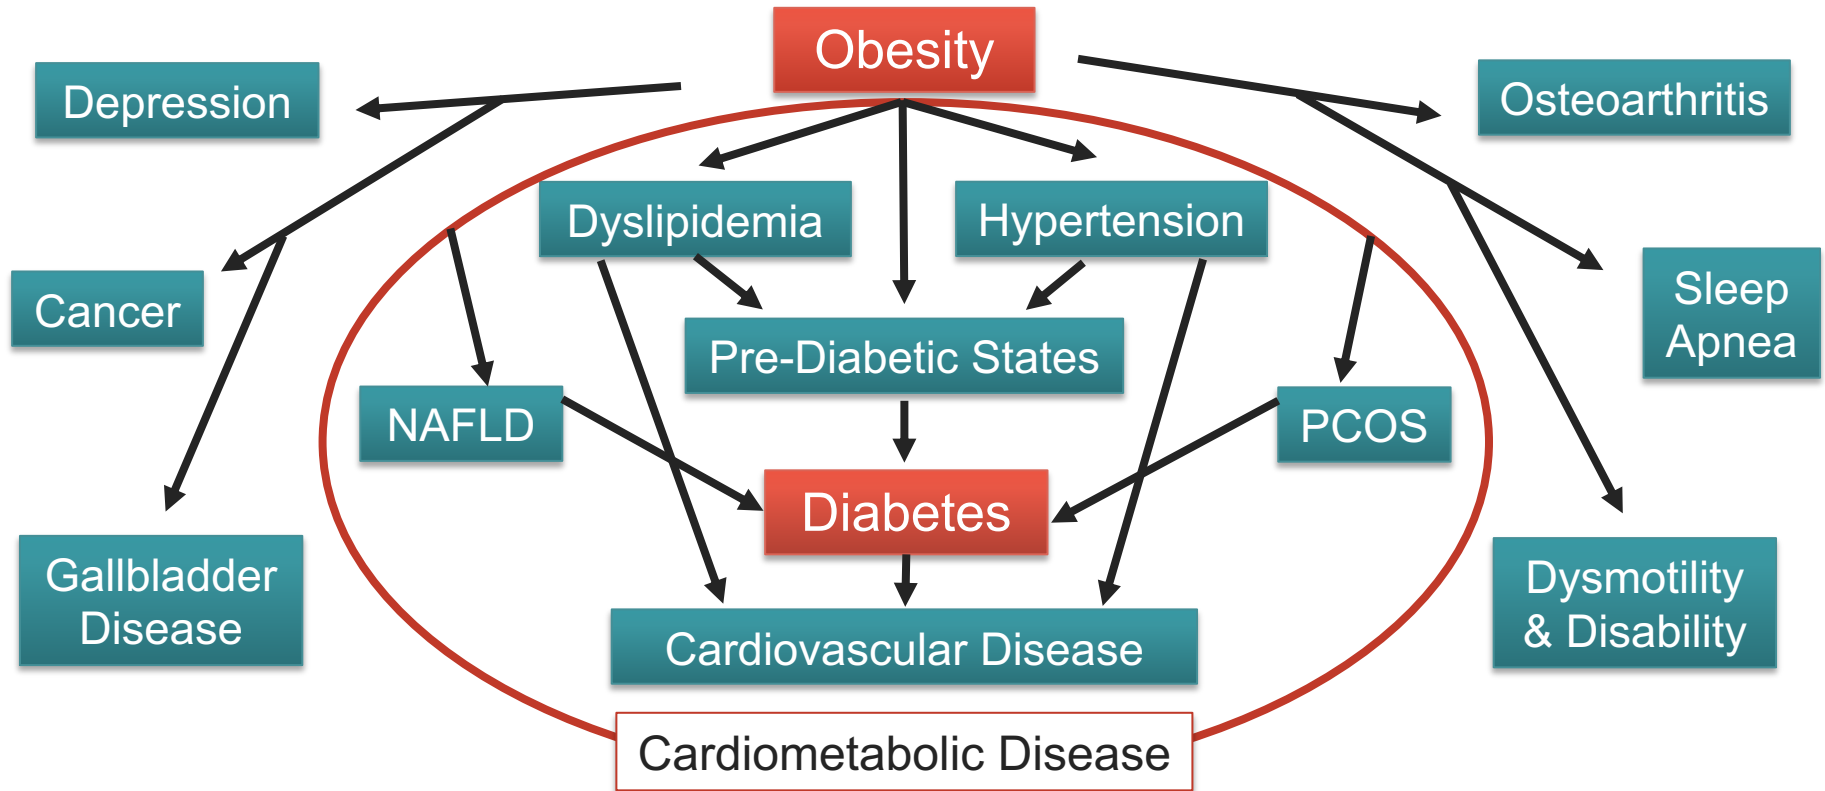 Obesity
Depression
Osteoarthritis
Dyslipidemia
Hypertension
Cancer
Sleep
Apnea
Pre-Diabetic States
NAFLD
PCOS
Diabetes
Gallbladder
Disease
Dysmotility
& Disability
Cardiovascular Disease
Cardiometabolic Disease